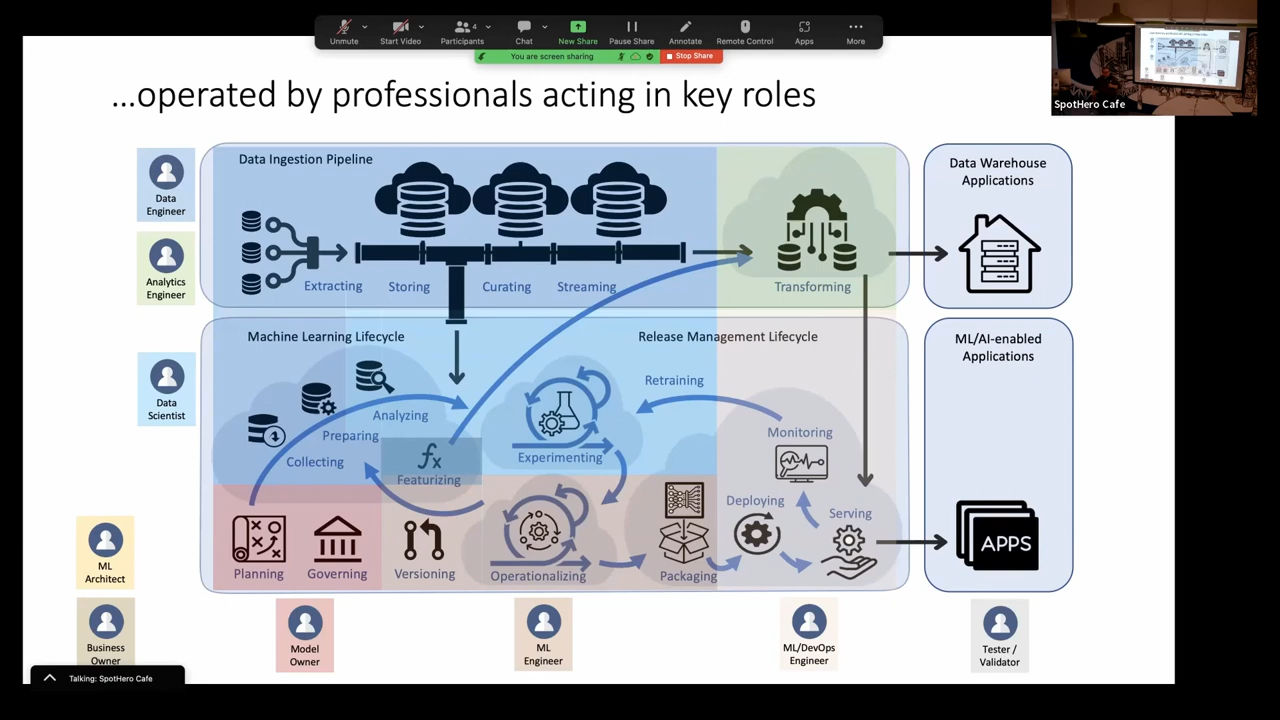 Unmute
Start Video
4
Participants
Chat
New Share
Pause Share
Annotate
Remote Control
Apps
More
You are screen sharing
Stop Share
SpotHero Cafe
...operated by professionals acting in key roles
Data
Engineer
Analytics
Engineer
Data
Scientist
ML
Architect
Business
Owner
Data Ingestion Pipeline
Extracting
Storing
Curating
Streaming
Transforming
Data Warehouse
Applications
Machine Learning Lifecycle
Release Management Lifecycle
ML/AI-enabled
Applications
Retraining
Analyzing
Preparing
Collecting
fx
Featurizing
Experimenting
Monitoring
Deploying
Serving
Planning
Governing
Versioning
Operationalizing
Packaging
APPS
Model
Owner
ML
Engineer
ML/DevOps
Engineer
Tester /
Validator
Talking: SpotHero Cafe